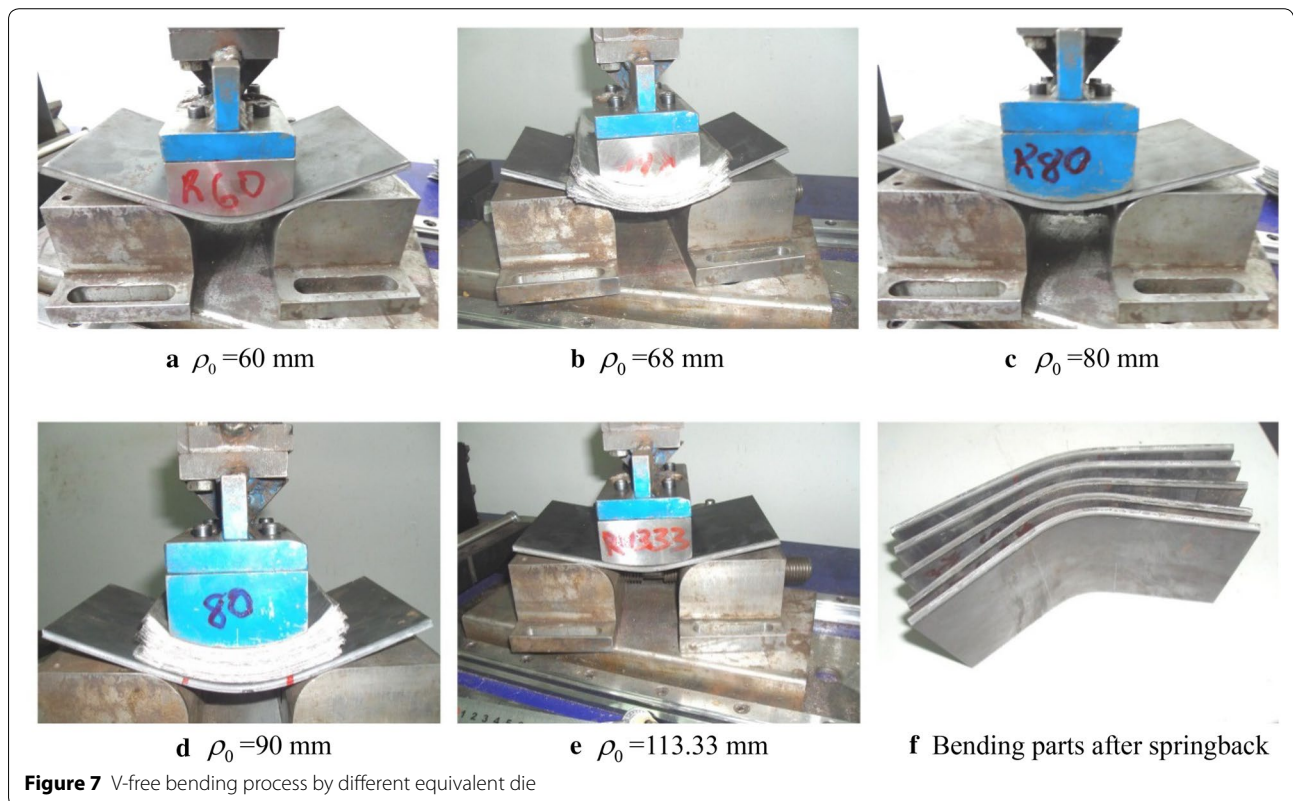 R60
R80
a ρ₀ =60 mm
b ρ₀ =68 mm
c ρ₀ =80 mm
80
d ρ₀ =90 mm
e ρ₀ =113.33 mm
f Bending parts after springback
Figure 7 V-free bending process by different equivalent die